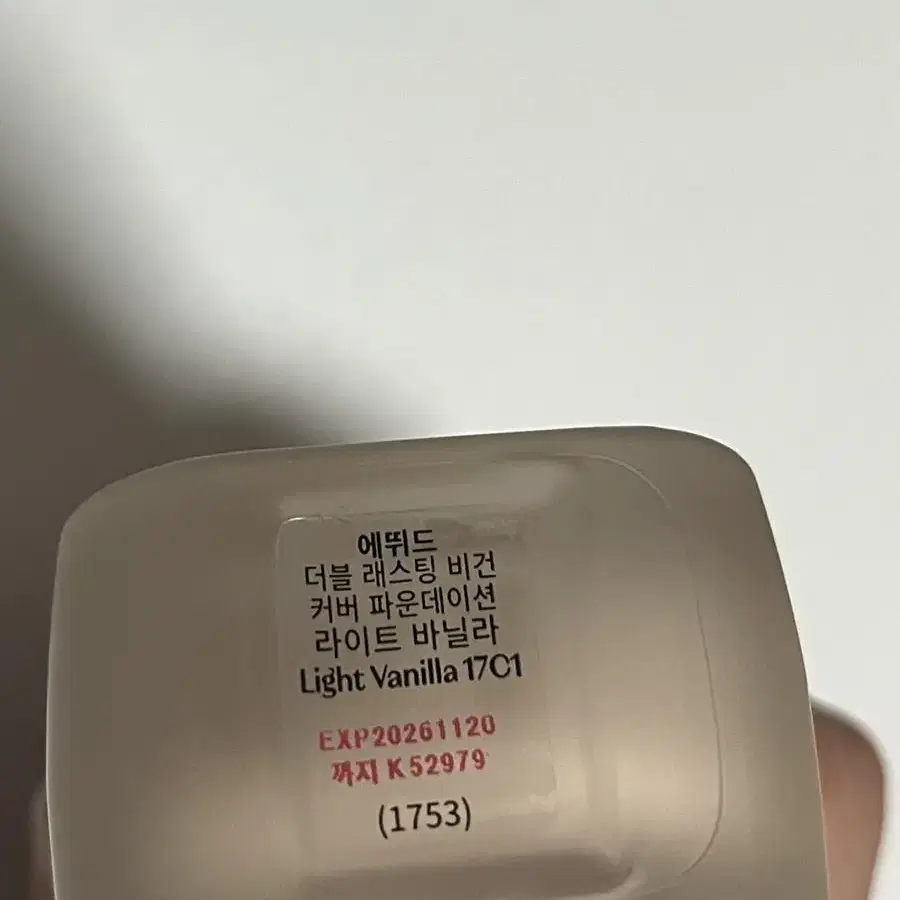 에뛰드
더블 래스팅 비건
커버 파운데이션
라이트 바닐라
Light Vanilla 17C1
EXP20261120
까지 K52979
(1753)